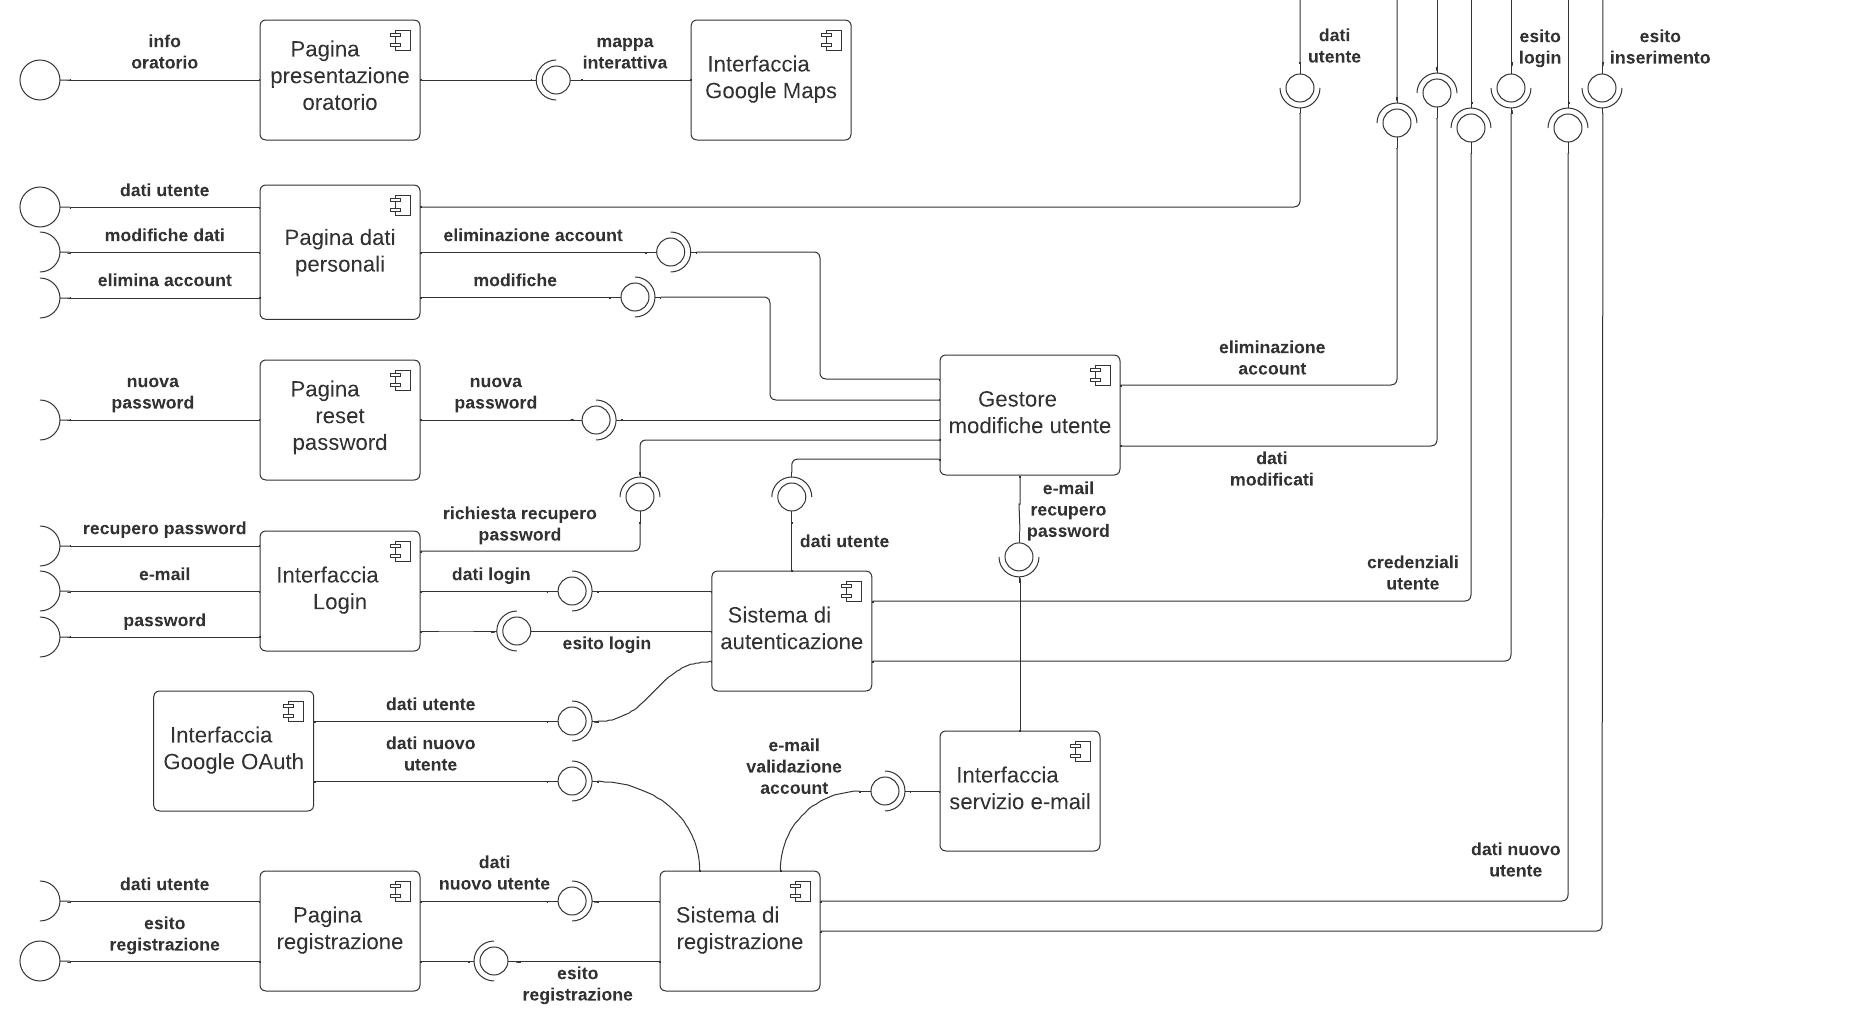 info
oratorio
Pagina
presentazione
oratorio
mappa
interattiva
Interfaccia
Google Maps
dati
utente
esito
login
esito
inserimento
dati utente
modifiche dati
elimina account
Pagina dati
personali
eliminazione account
modifiche
nuova
password
Pagina
reset
password
nuova
password
Gestore
modifiche utente
eliminazione
account
dati
modificati
e-mail
recupero
password
recupero password
e-mail
password
Interfaccia
Login
richiesta recupero
password
dati login
esito login
dati utente
Sistema di
autenticazione
credenziali
utente
Interfaccia
Google OAuth
dati utente
dati nuovo
utente
e-mail
validazione
account
Interfaccia
servizio e-mail
dati nuovo
utente
dati utente
esito
registrazione
Pagina
registrazione
dati
nuovo utente
esito
registrazione
Sistema di
registrazione